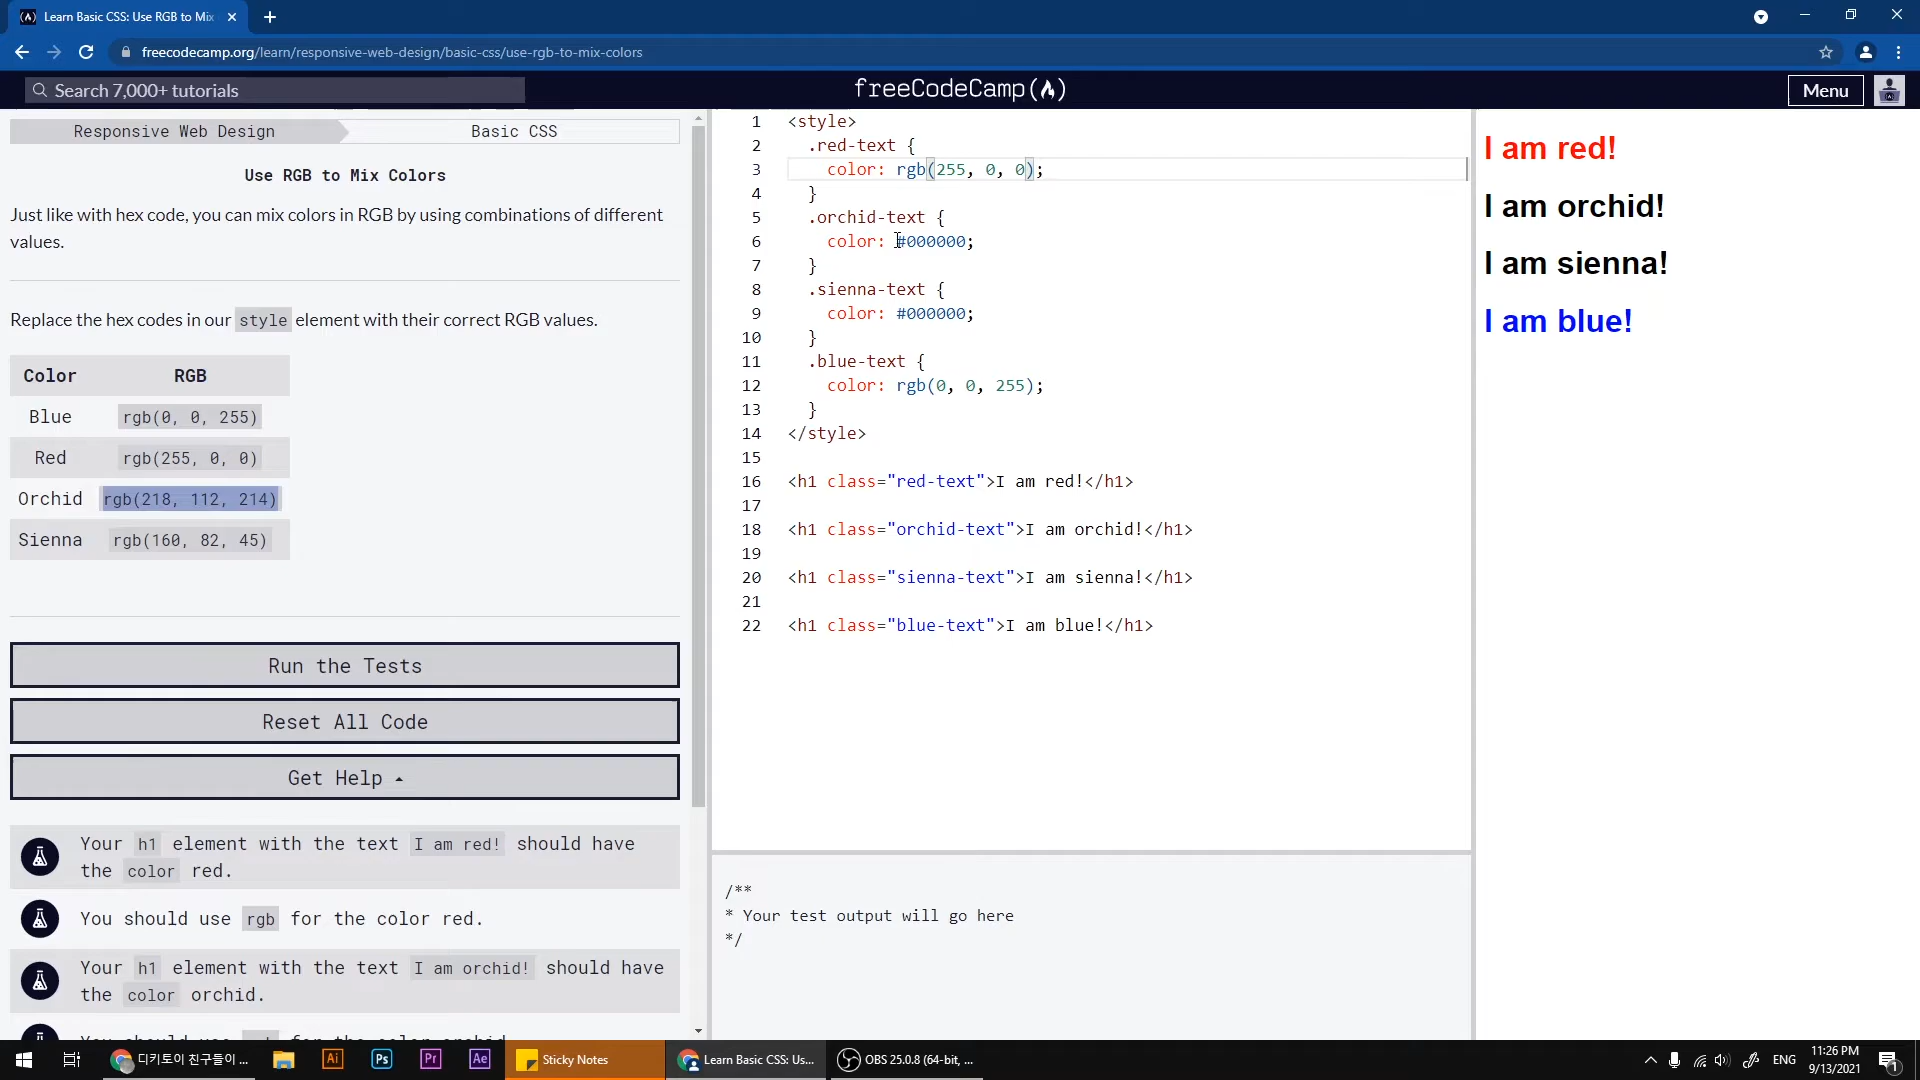 Learn Basic CSS: Use RGB to Mix
freecodecamp.org/learn/responsive-web-design/basic-css/use-rgb-to-mix-colors
Search 7,000+ tutorials
freeCodeCamp
Menu
Responsive Web Design
Basic CSS
Use RGB to Mix Colors
Just like with hex code, you can mix colors in RGB by using combinations of different
values.
Replace the hex codes in our style element with their correct RGB values.
Color RGB
Blue rgb(0, 0, 255)
Red rgb(255, 0, 0)
Orchid rgb(218, 112, 214)
Sienna rgb(160, 82, 45)
Run the Tests
Reset All Code
Get Help
Your h1 element with the text I am red! should have
the color red.
You should use rgb for the color red.
Your h1 element with the text I am orchid! should have
the color orchid.
1 <style>
2 .red-text {
3 color: rgb(255, 0, 0);
4 }
5 .orchid-text {
6 color: #000000;
7 }
8 .sienna-text {
9 color: #000000;
10 }
11 .blue-text {
12 color: rgb(0, 0, 255);
13 }
14 </style>
15
16 <h1 class="red-text">I am red!</h1>
17
18 <h1 class="orchid-text">I am orchid!</h1>
19
20 <h1 class="sienna-text">I am sienna!</h1>
21
22 <h1 class="blue-text">I am blue!</h1>
/**
* Your test output will go here
*/
I am red!
I am orchid!
I am sienna!
I am blue!
디키토이 친구들이 ...
Ai
Ps
Pr
Ae
Sticky Notes
Learn Basic CSS: Us...
OBS 25.0.8 (64-bit, ...
ENG
11:26 PM
9/13/2021
1